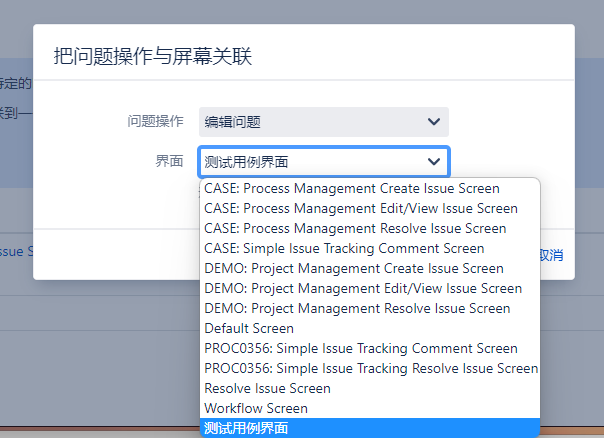 把问题操作与屏幕关联
特定的
问题操作
编辑问题
联到一
界面
测试用例界面
CASE: Process Management Create Issue Screen
CASE: Process Management Edit/View Issue Screen
CASE: Process Management Resolve Issue Screen
CASE: Simple Issue Tracking Comment Screen
ssue S
取消
DEMO: Project Management Create Issue Screen
DEMO: Project Management Edit/View Issue Screen
DEMO: Project Management Resolve Issue Screen
Default Screen
PROC0356: Simple Issue Tracking Comment Screen
PROC0356: Simple Issue Tracking Resolve Issue Screen
Resolve Issue Screen
Workflow Screen
测试用例界面